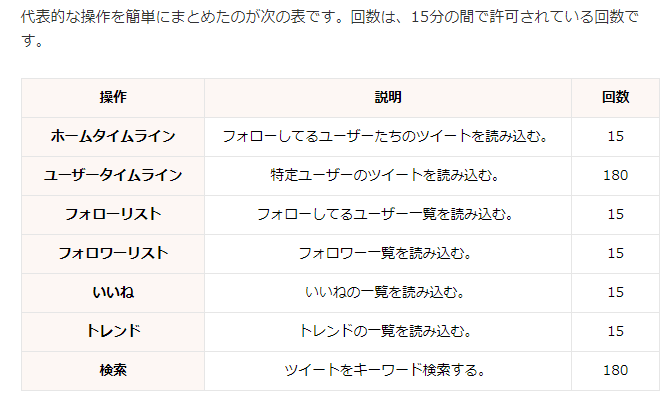 代表的な操作を簡単にまとめたのが次の表です。回数は、15分の間で許可されている回数で
す。
操作 説明 回数
ホームタイムライン フォローしてるユーザーたちのツイートを読み込む。 15
ユーザータイムライン 特定ユーザーのツイートを読み込む。 180
フォローリスト フォローしてるユーザー一覧を読み込む。 15
フォロワーリスト フォロワー一覧を読み込む。 15
いいね いいねの一覧を読み込む。 15
トレンド トレンドの一覧を読み込む。 15
検索 ツイートをキーワード検索する。 180